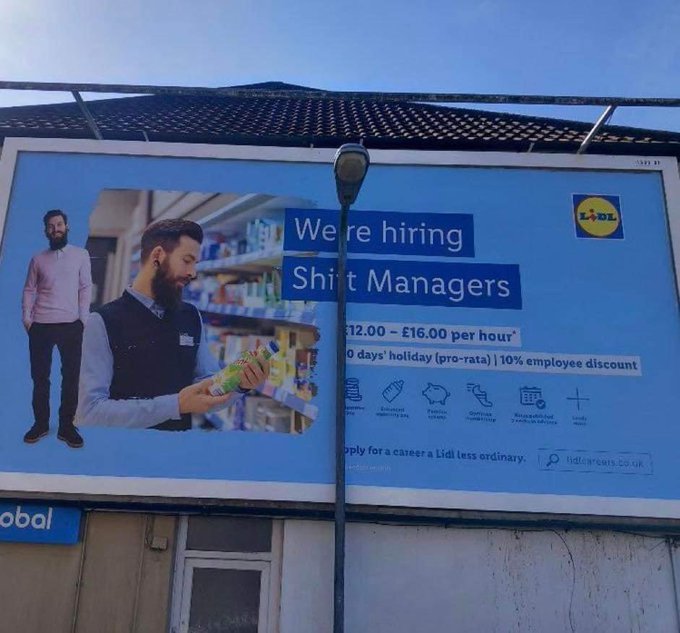 LIDL
We re hiring
Shi t Managers
£12.00 – £16.00 per hour*
0 days' holiday (pro-rata) | 10% employee discount
pply for a career a Lidl less ordinary.
lidlcareers.co.uk
obal